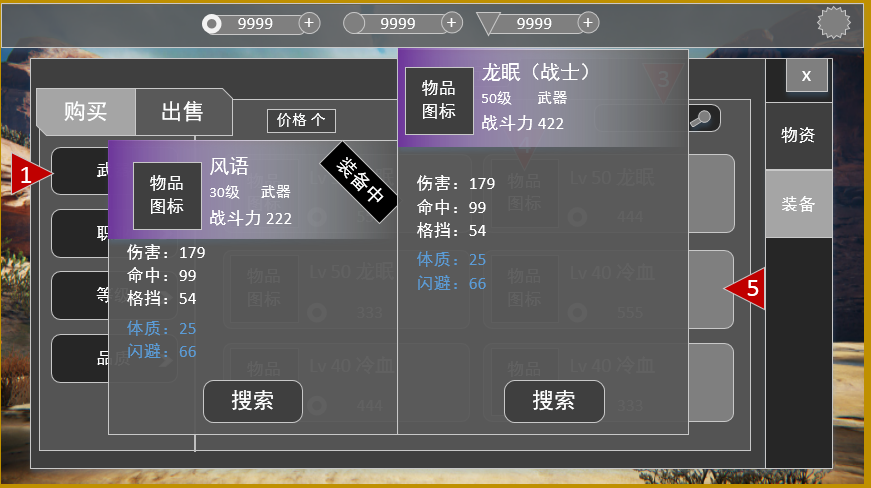 9999 + 9999 + 9999 +
x
购买 出售
价格 个
3
物资
装备
1
武
职
等级
品质
物品
图标
风语
30级 武器
战斗力 222
装备中
伤害：179
命中：99
格挡：54
体质：25
闪避：66
搜索
物品
图标
龙眠（战士）
50级 武器
战斗力 422
伤害：179
命中：99
格挡：54
体质：25
闪避：66
搜索
Lv 50 龙眠
物品
图标
444
Lv 50 龙眠
物品
图标
333
Lv 40 冷血
物品
图标
555
5
Lv 40 冷血
物品
444
Lv 40 冷血
物品
333